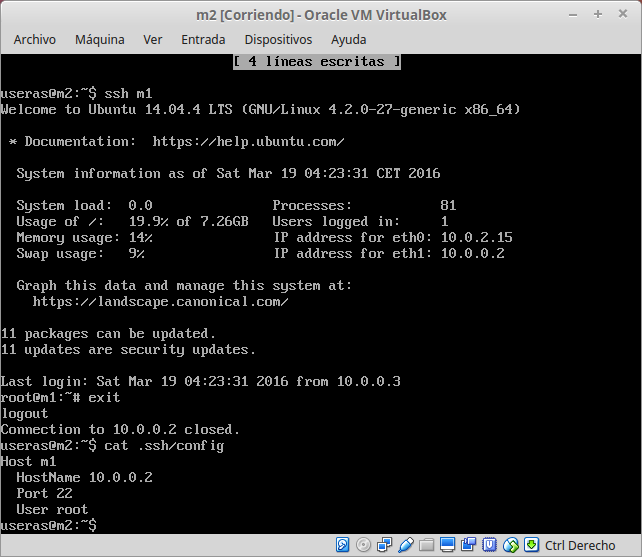 m2 [Corriendo] - Oracle VM VirtualBox
Archivo Máquina Ver Entrada Dispositivos Ayuda
[ 4 líneas escritas ]
useras@m2:~$ ssh m1
Welcome to Ubuntu 14.04.4 LTS (GNU/Linux 4.2.0-27-generic x86_64)
* Documentation:  https://help.ubuntu.com/
System information as of Sat Mar 19 04:23:31 CET 2016
System load:  0.0               Processes:           81
Usage of /:   19.9% of 7.26GB   Users logged in:     1
Memory usage: 14%               IP address for eth0: 10.0.2.15
Swap usage:   9%                IP address for eth1: 10.0.0.2
Graph this data and manage this system at:
https://landscape.canonical.com/
11 packages can be updated.
11 updates are security updates.
Last login: Sat Mar 19 04:23:31 2016 from 10.0.0.3
root@m1:~# exit
logout
Connection to 10.0.0.2 closed.
useras@m2:~$ cat .ssh/config
Host m1
HostName 10.0.0.2
Port 22
User root
useras@m2:~$
Ctrl Derecho